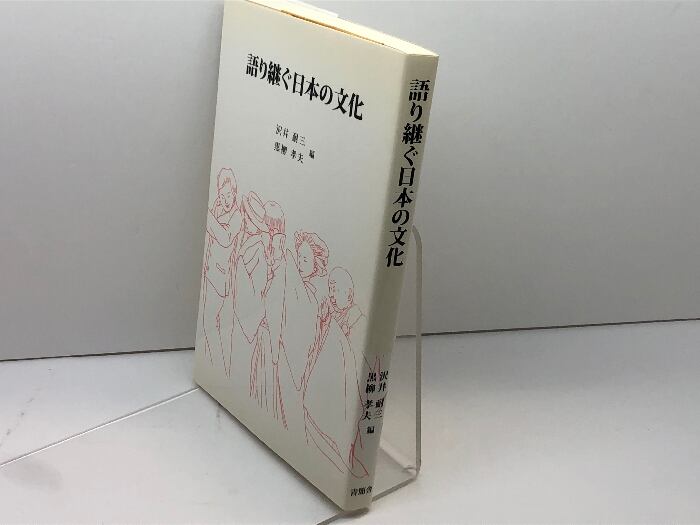 語り継ぐ日本の文化
沢井 耐三
黒柳 孝夫
編
語り継ぐ日本の文化
沢井 耐三
黒柳 孝夫
編
青簡舎